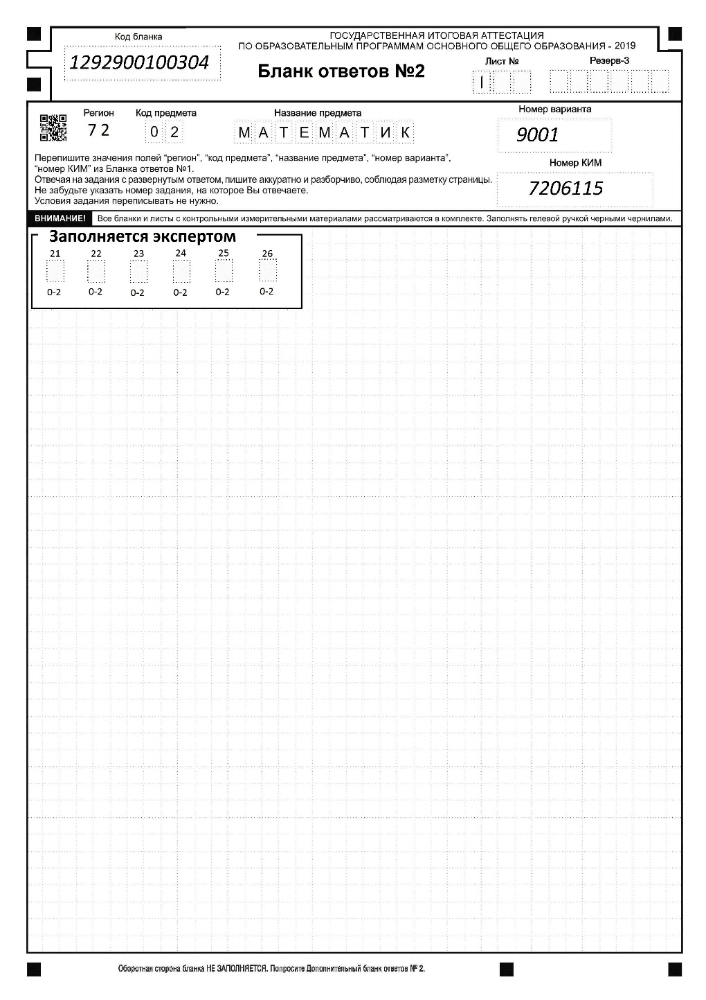 Код бланка
1292900100304
ГОСУДАРСТВЕННАЯ ИТОГОВАЯ АТТЕСТАЦИЯ
ПО ОБРАЗОВАТЕЛЬНЫМ ПРОГРАММАМ ОСНОВНОГО ОБЩЕГО ОБРАЗОВАНИЯ - 2019
Бланк ответов №2
Лист №
1
Резерв-3
Регион
72
Код предмета
02
Название предмета
МАТЕМАТИК
Номер варианта
9001
Перепишите значения полей “регион”, “код предмета”, “название предмета”, “номер варианта”,
“номер КИМ” из Бланка ответов №1.
Отвечая на задания с развернутым ответом, пишите аккуратно и разборчиво, соблюдая разметку страницы.
Не забудьте указать номер задания, на которое Вы отвечаете.
Условия задания переписывать не нужно.
Номер КИМ
7206115
ВНИМАНИЕ! Все бланки и листы с контрольными измерительными материалами рассматриваются в комплекте. Заполнять гелевой ручкой черными чернилами.
Заполняется экспертом
21 22 23 24 25 26
0-2 0-2 0-2 0-2 0-2 0-2
Оборотная сторона бланка НЕ ЗАПОЛНЯЕТСЯ. Попросите Дополнительный бланк ответов № 2.